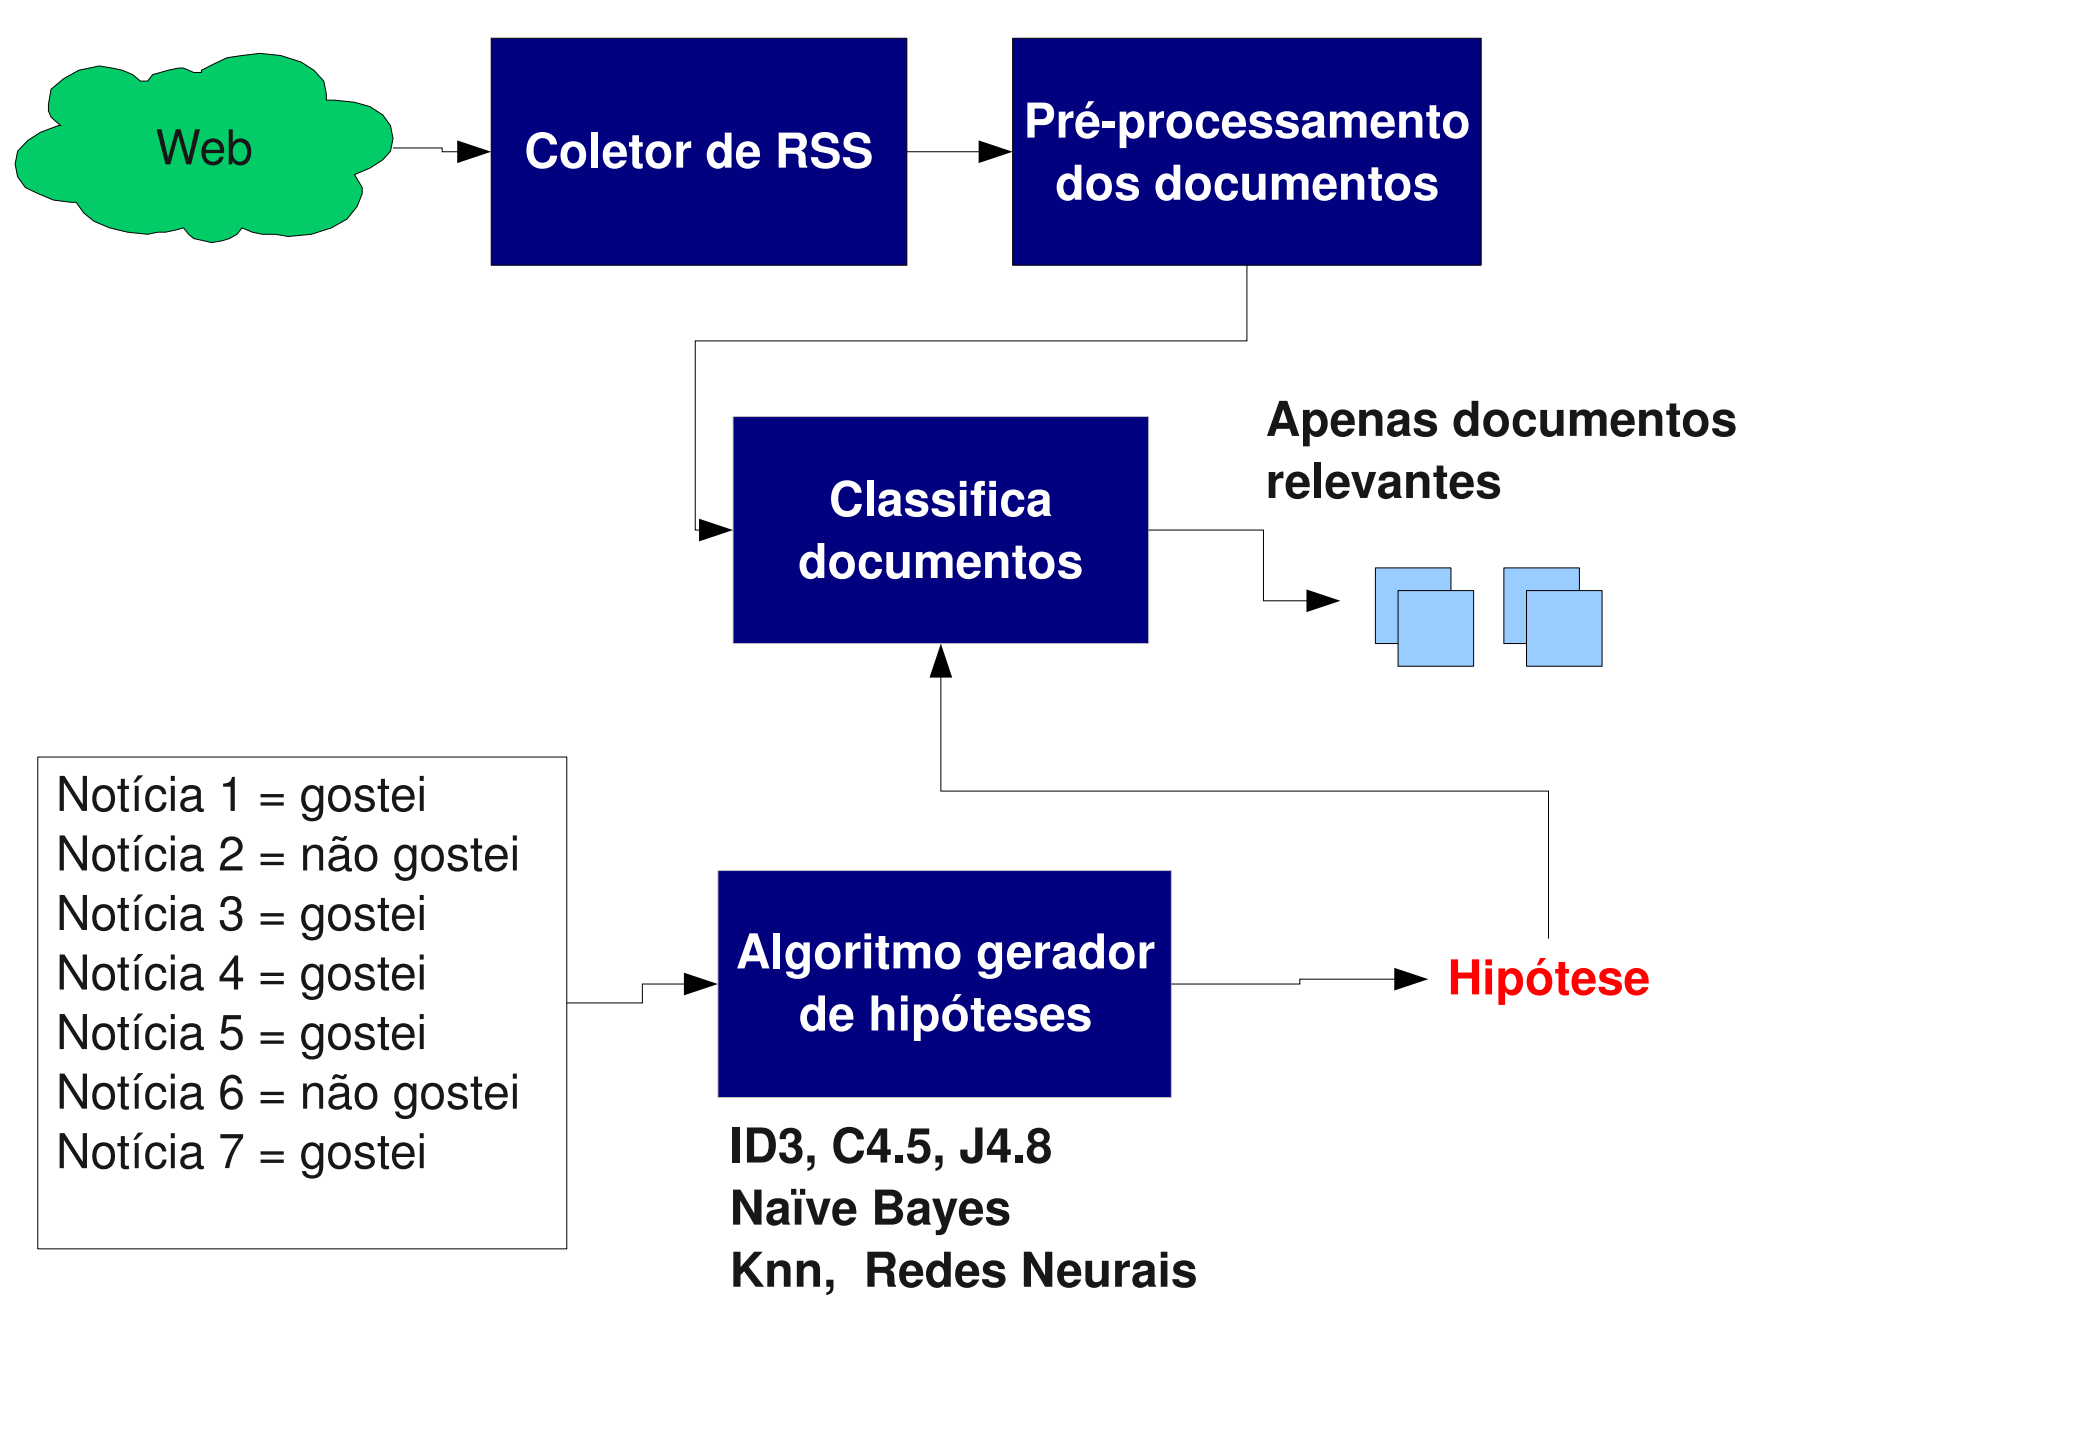 Web
Coletor de RSS
Pré-processamento
dos documentos
Classifica
documentos
Apenas documentos
relevantes
Notícia 1 = gostei
Notícia 2 = não gostei
Notícia 3 = gostei
Notícia 4 = gostei
Notícia 5 = gostei
Notícia 6 = não gostei
Notícia 7 = gostei
Algoritmo gerador
de hipóteses
Hipótese
ID3, C4.5, J4.8
Naïve Bayes
Knn,  Redes Neurais